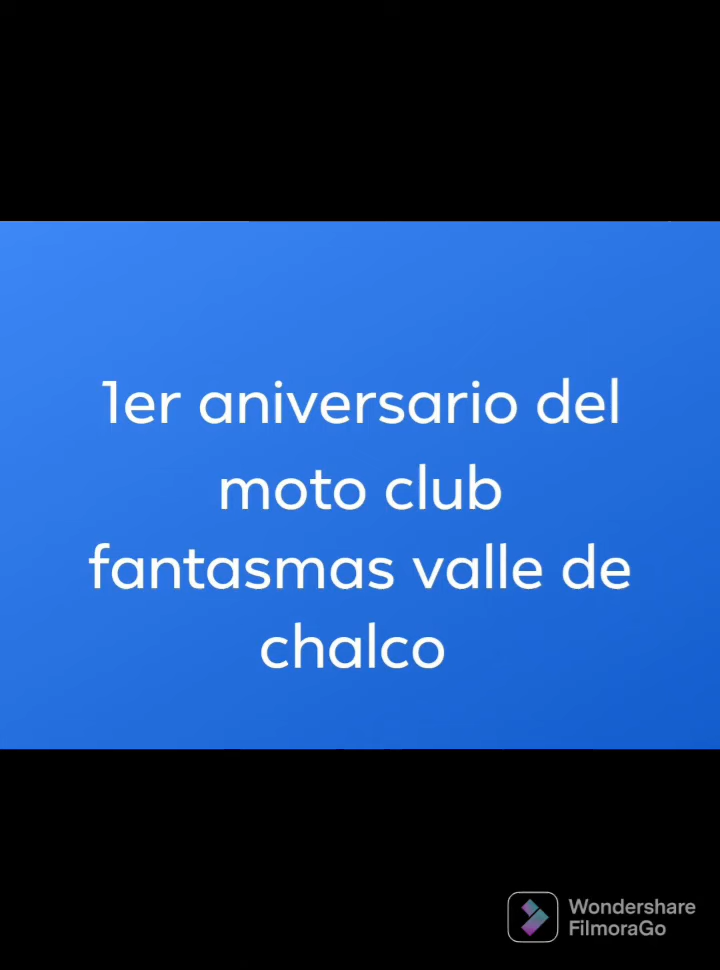 1er aniversario del
moto club
fantasmas valle de
chalco
Wondershare
FilmoraGo